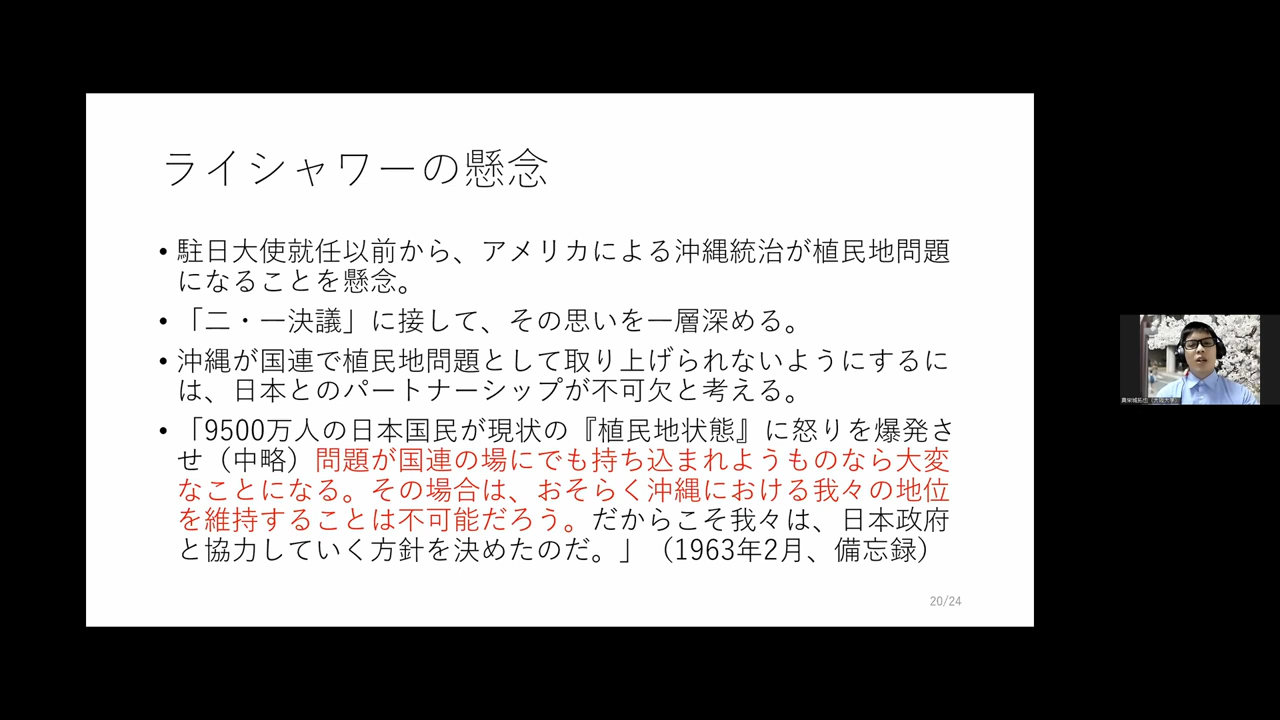 ライシャワーの懸念
• 駐日大使就任以前から、アメリカによる沖縄統治が植民地問題
になることを懸念。
• 「二・一決議」に接して、その思いを一層深める。
• 沖縄が国連で植民地問題として取り上げられないようにするに
は、日本とのパートナーシップが不可欠と考える。
• 「9500万人の日本国民が現状の『植民地状態』に怒りを爆発さ
せ（中略）問題が国連の場にでも持ち込まれようものなら大変
なことになる。その場合は、おそらく沖縄における我々の地位
を維持することは不可能だろう。だからこそ我々は、日本政府
と協力していく方針を決めたのだ。」（1963年2月、備忘録）
20/24
真栄城拓也（大阪大学）